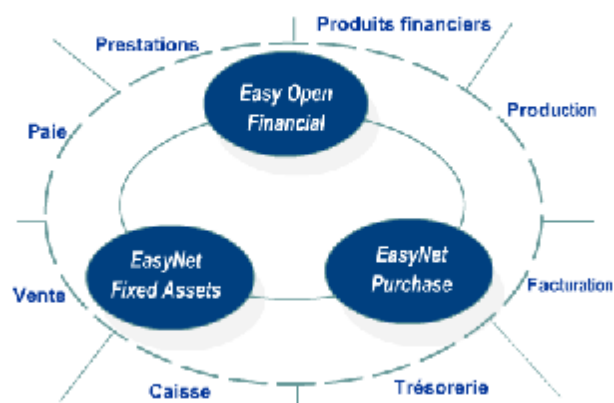 Produits financiers
Prestations
Easy Open
Financial
Production
Paie
EasyNet
Fixed Assets
EasyNet
Purchase
Vente
Facturation
Caisse
Trésorerie